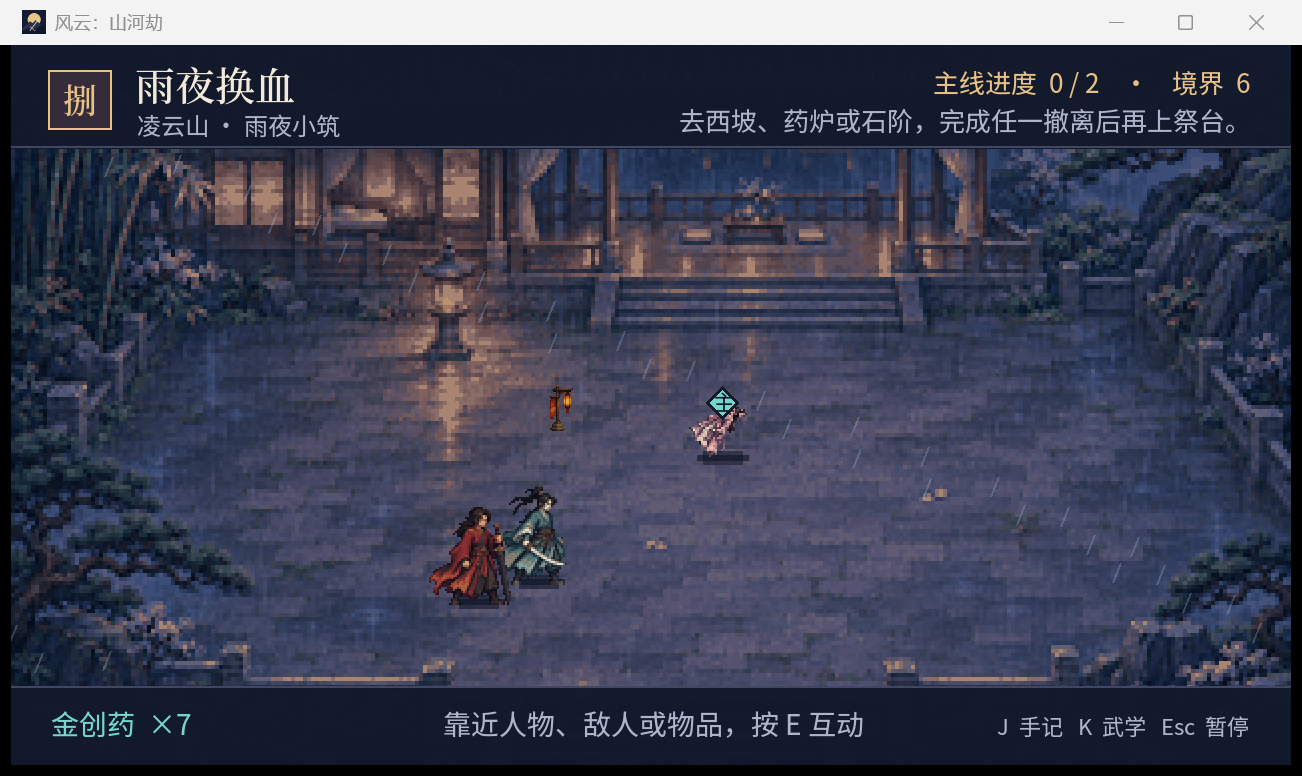 风云：山河劫
捌
雨夜换血
凌云山 · 雨夜小筑
主线进度 0 / 2 · 境界 6
去西坡、药炉或石阶，完成任一撤离后再上祭台。
金创药 ×7
靠近人物、敌人或物品，按 E 互动
J 手记 K 武学 Esc 暂停